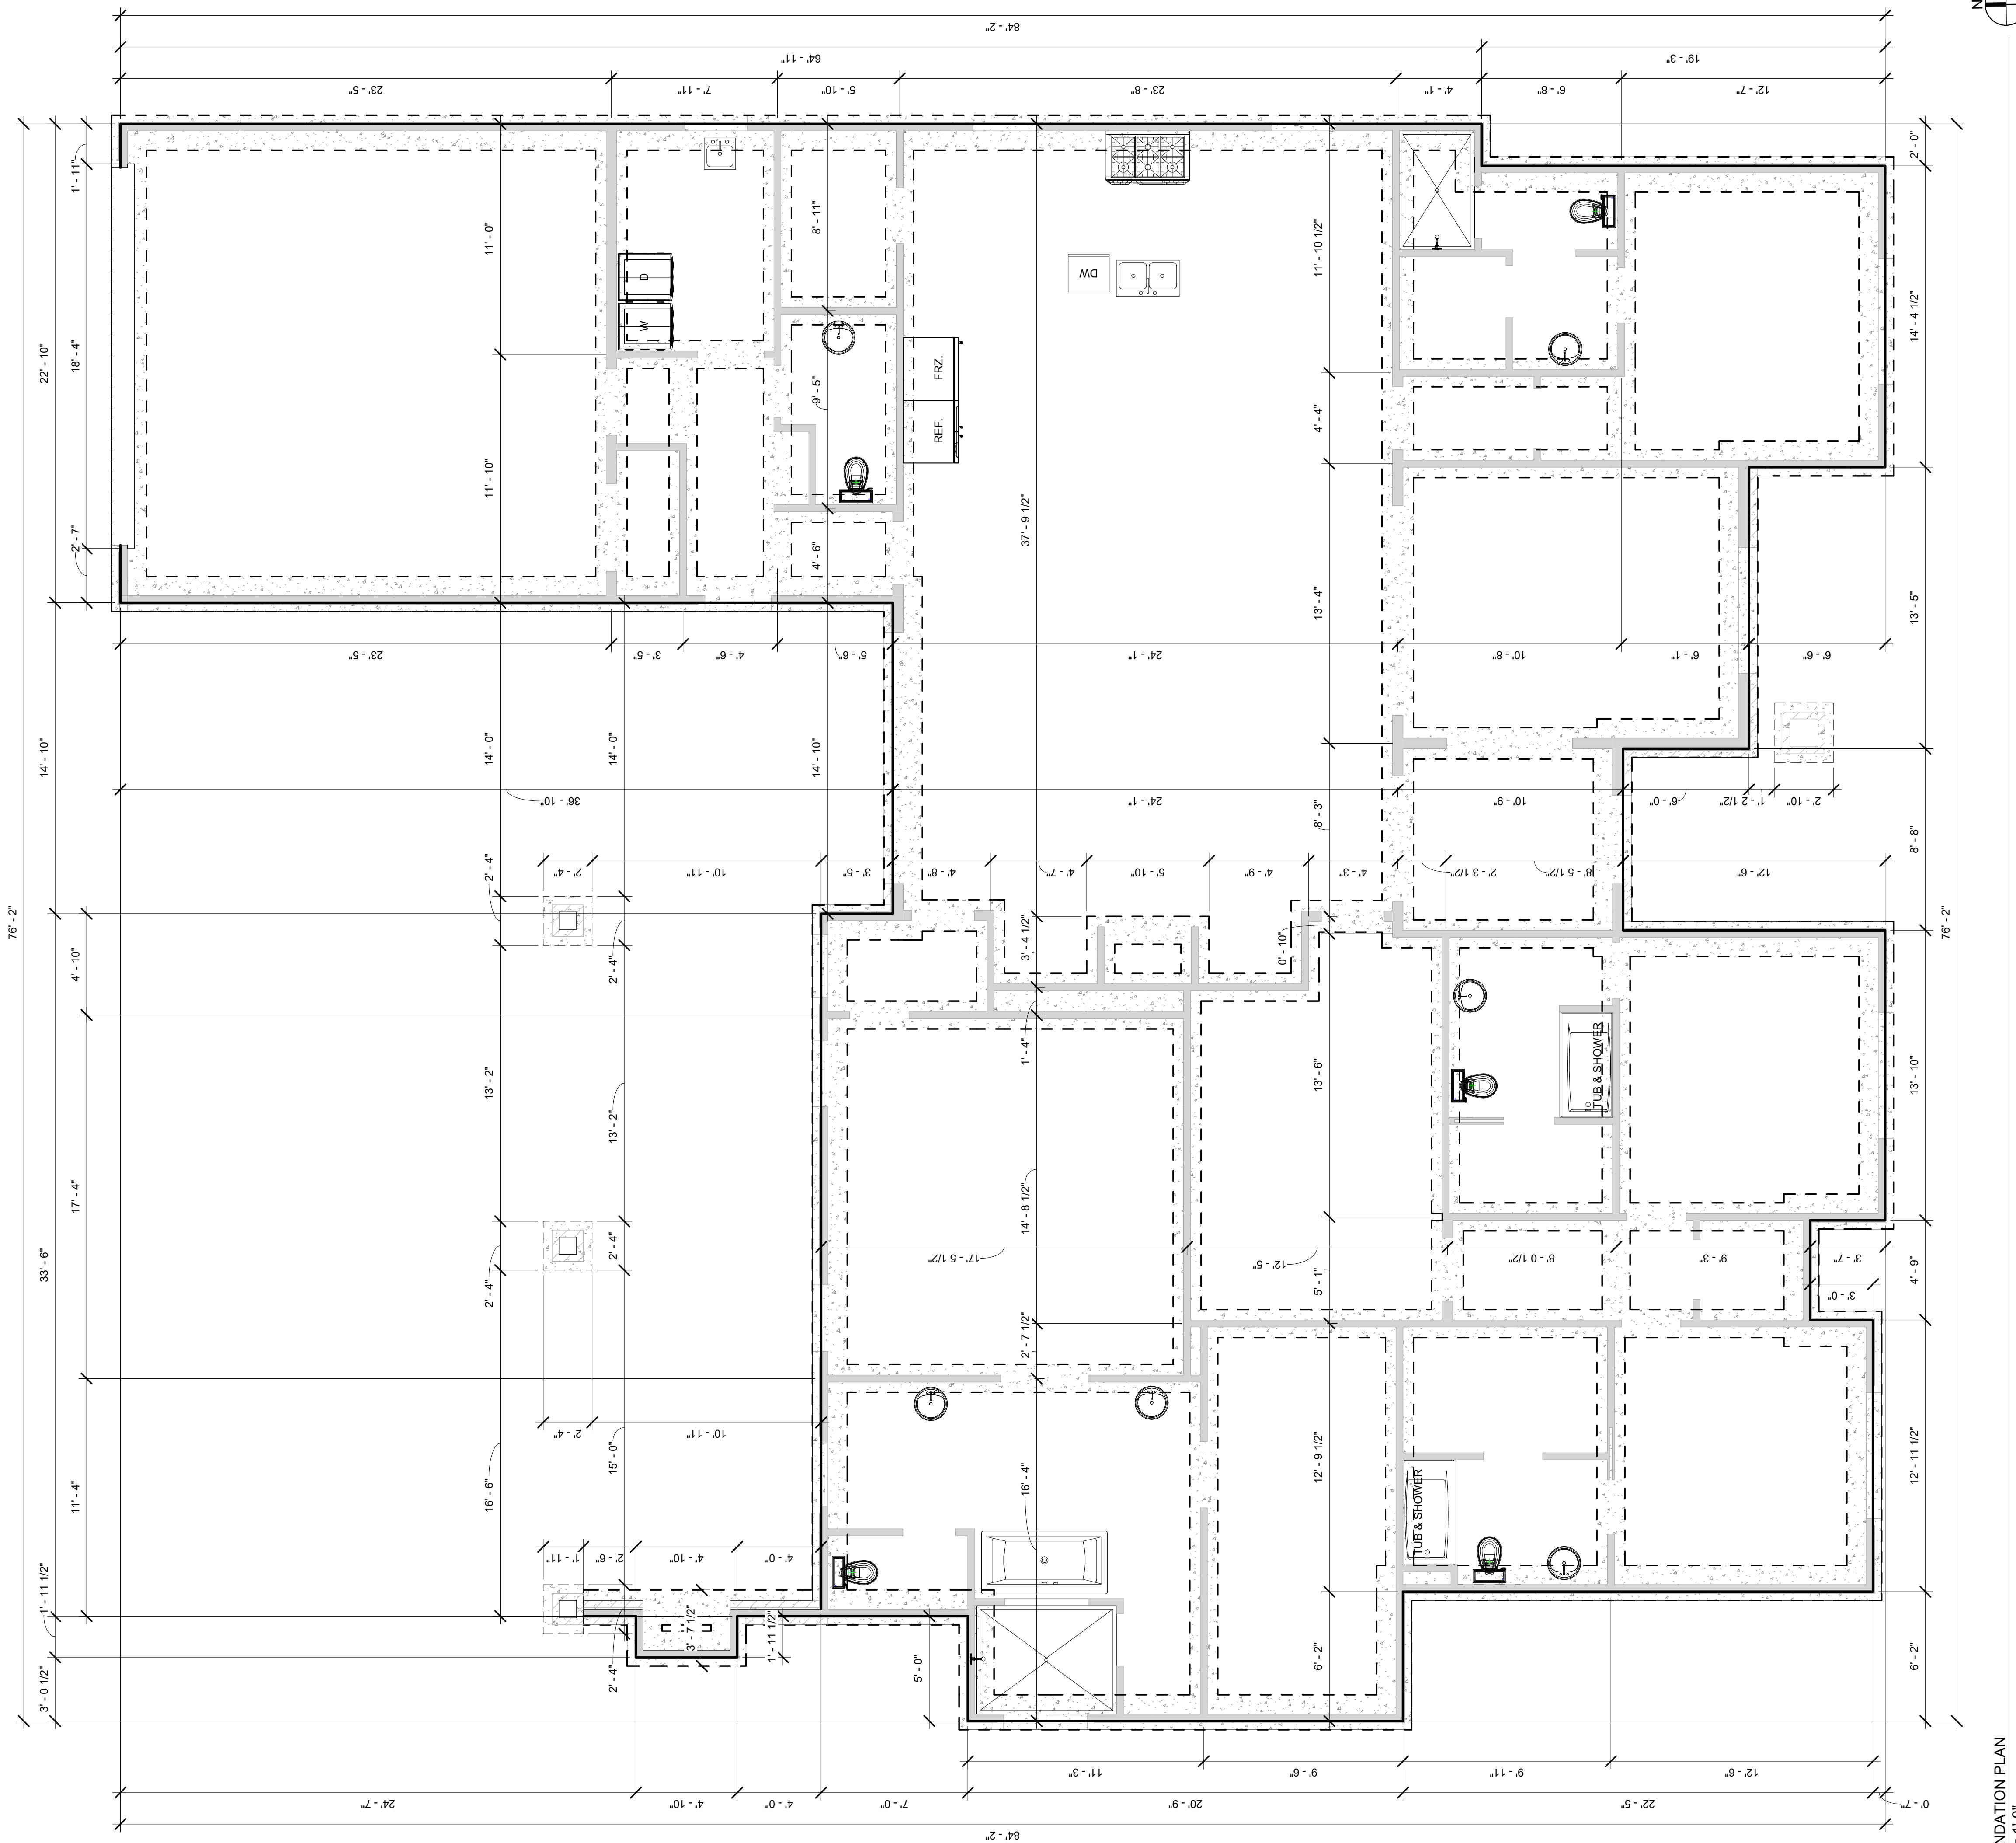 84' - 2"
64' - 11"
19' - 3"
23' - 5"
7' - 11"
5' - 10"
23' - 8"
4' - 1"
6' - 8"
12' - 7"
N
76' - 2"
22' - 10"
14' - 10"
33' - 6"
1' - 11 1/2"
3' - 0 1/2"
1' - 11"
18' - 4"
2' - 7"
4' - 10"
17' - 4"
11' - 4"
11' - 0"
11' - 10"
14' - 0"
2' - 4"
13' - 2"
2' - 4"
16' - 6"
14' - 0"
2' - 4"
13' - 2"
2' - 4"
15' - 0"
2' - 4"
D
W
8' - 11"
9' - 5"
4' - 6"
14' - 10"
FRZ.
REF.
DW
37' - 9 1/2"
3' - 4 1/2"
1' - 4"
14' - 8 1/2"
2' - 7 1/2"
16' - 4"
11' - 10 1/2"
4' - 4"
13' - 4"
8' - 3"
0' - 10"
13' - 6"
5' - 1"
12' - 9 1/2"
6' - 2"
2' - 0"
14' - 4 1/2"
13' - 5"
8' - 8"
13' - 10"
4' - 9"
12' - 11 1/2"
6' - 2"
76' - 2"
23' - 5"
3' - 5"
4' - 6"
5' - 6"
24' - 1"
10' - 8"
6' - 1"
6' - 6"
36' - 10"
24' - 1"
10' - 9"
6' - 0"
1' - 2 1/2"
2' - 10"
2' - 4"
10' - 11"
3' - 5"
4' - 8"
4' - 7"
5' - 10"
4' - 9"
4' - 3"
2' - 3 1/2"
8' - 5 1/2"
12' - 6"
TUB & SHOWER
17' - 5 1/2"
12' - 5"
8' - 0 1/2"
9' - 3"
3' - 7"
3' - 0"
2' - 4"
10' - 11"
TUB & SHOWER
1' - 11"
2' - 6"
4' - 10"
4' - 0"
3' - 7 1/2"
1' - 11 1/2"
5' - 0"
11' - 3"
9' - 6"
9' - 11"
12' - 6"
24' - 7"
4' - 10"
4' - 0"
7' - 0"
20' - 9"
22' - 5"
0' - 7"
84' - 2"
NDATION PLAN